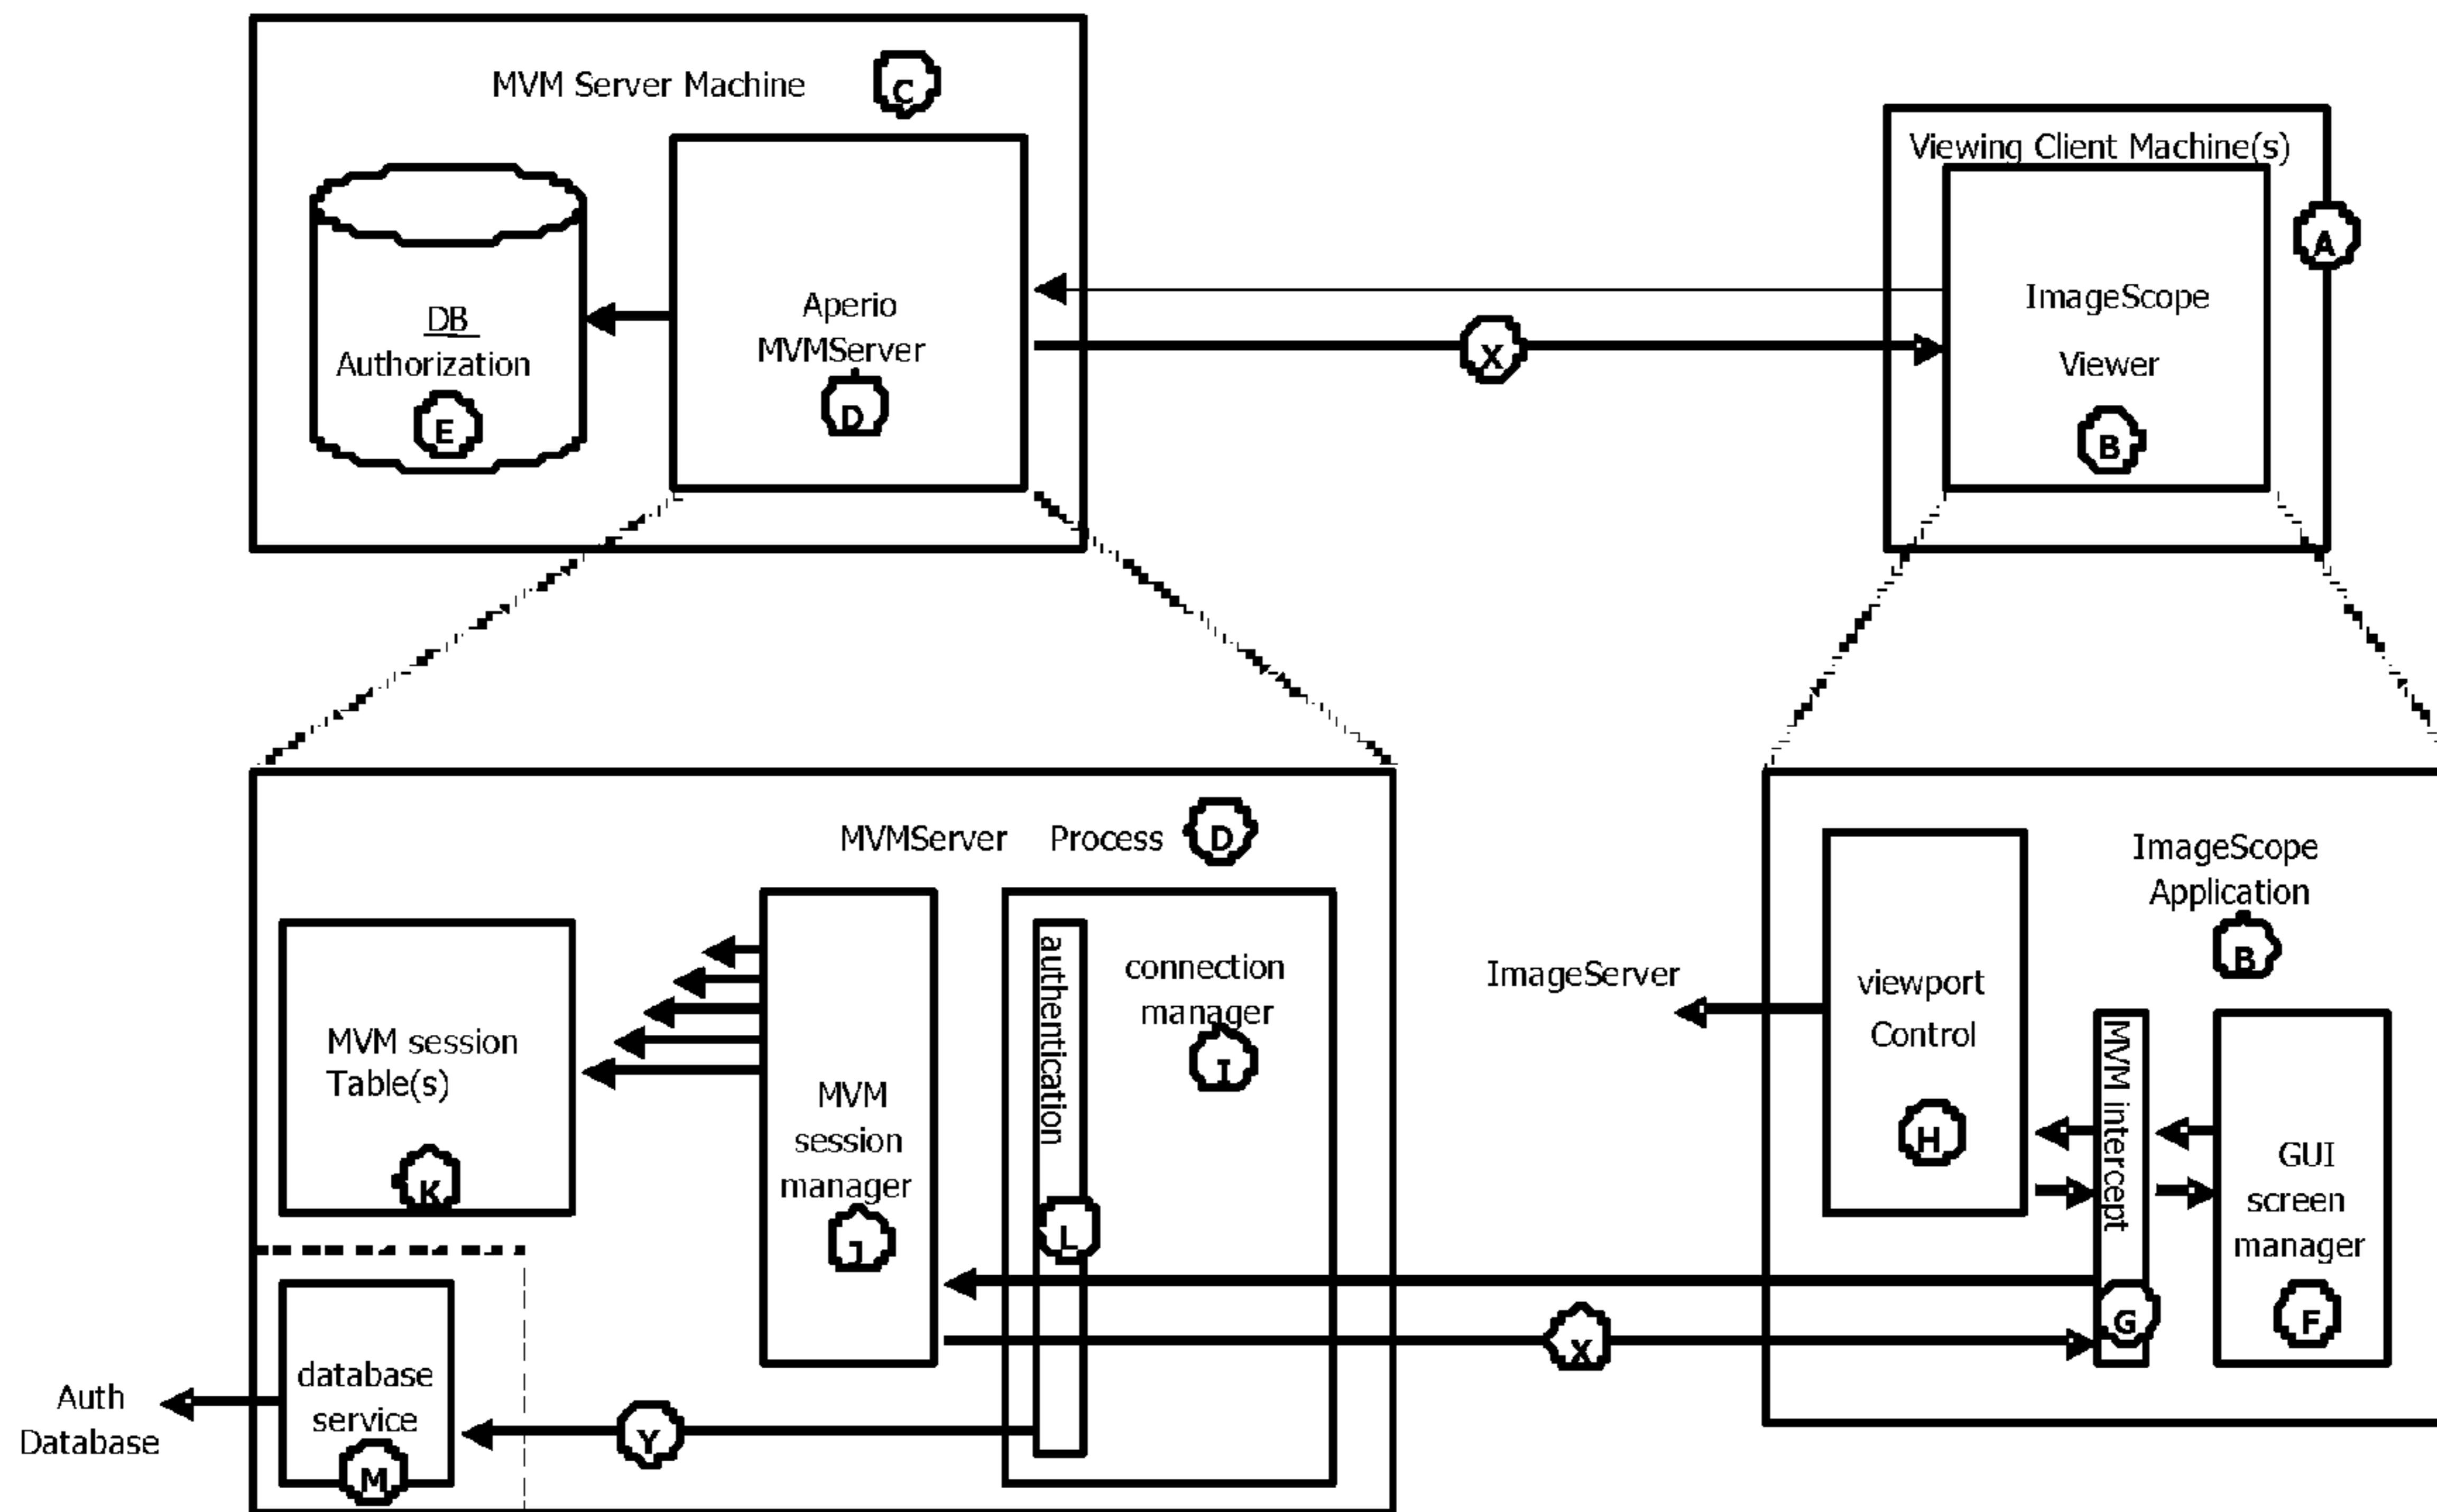 MVM Server Machine
C
DB
Authorization
E
Aperio
MVMServer
D
X
Viewing Client Machine(s)
A
ImageScope
Viewer
B
MVMServer Process
D
MVM session
Table(s)
K
MVM
session
manager
J
authentication
L
connection
manager
I
database
service
M
Auth
Database
Y
X
ImageServer
ImageScope
Application
B
viewport
Control
H
MVM intercept
G
GUI
screen
manager
F